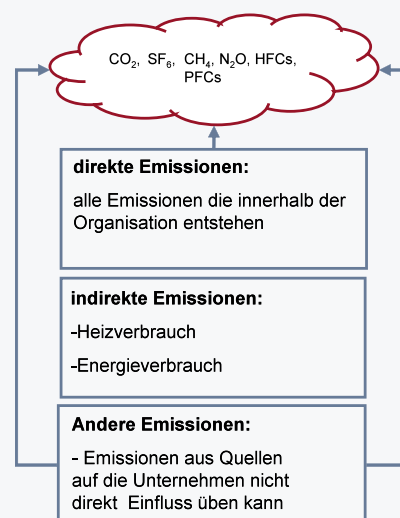 CO₂, SF₆, CH₄, N₂O, HFCs,
PFCs
direkte Emissionen:
alle Emissionen die innerhalb der
Organisation entstehen
indirekte Emissionen:
-Heizverbrauch
-Energieverbrauch
Andere Emissionen:
- Emissionen aus Quellen
auf die Unternehmen nicht
direkt Einfluss üben kann